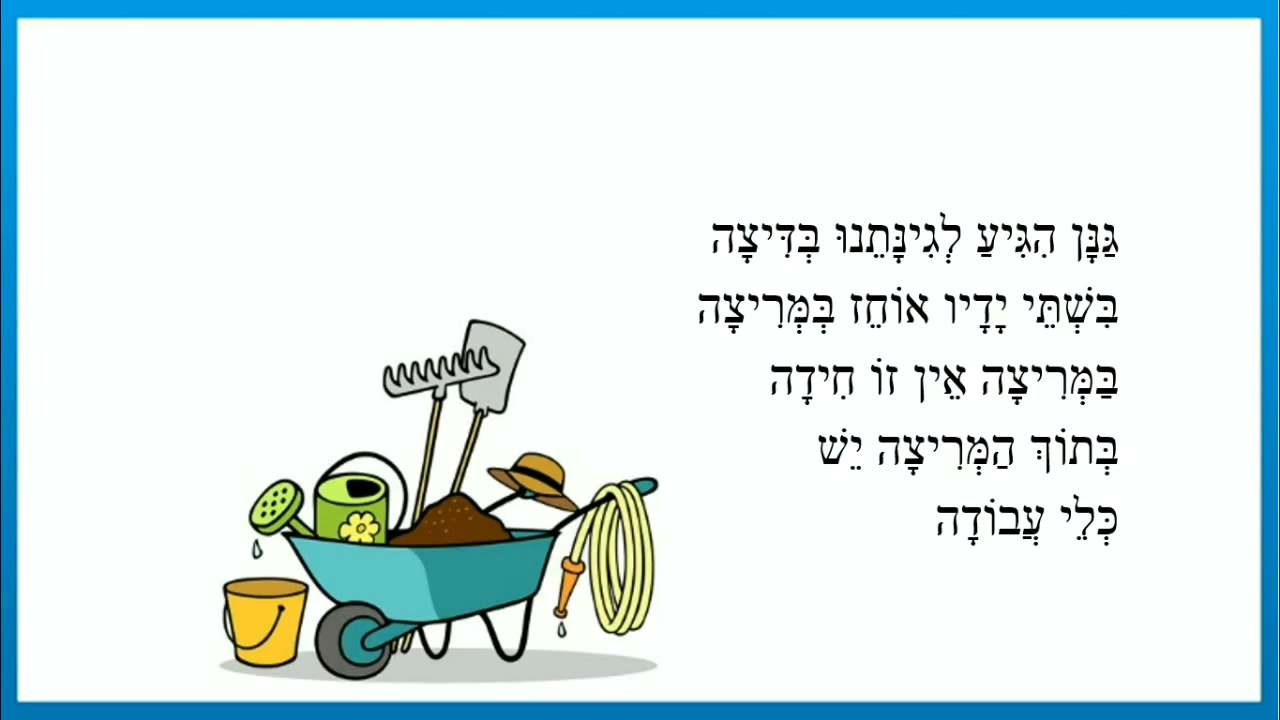 גַּנָּן הִגִּיעַ לְגִינָּתֵנוּ בְּדִיצָה
בִּשְׁתֵּי יָדָיו אוֹחֵז בְּמְּרִיצָה
בַּמְּרִיצָה אֵין זוֹ חִידָה
בְּתוֹךְ הַמְּרִיצָה יֵשׁ
כְּלֵי עֲבוֹדָה